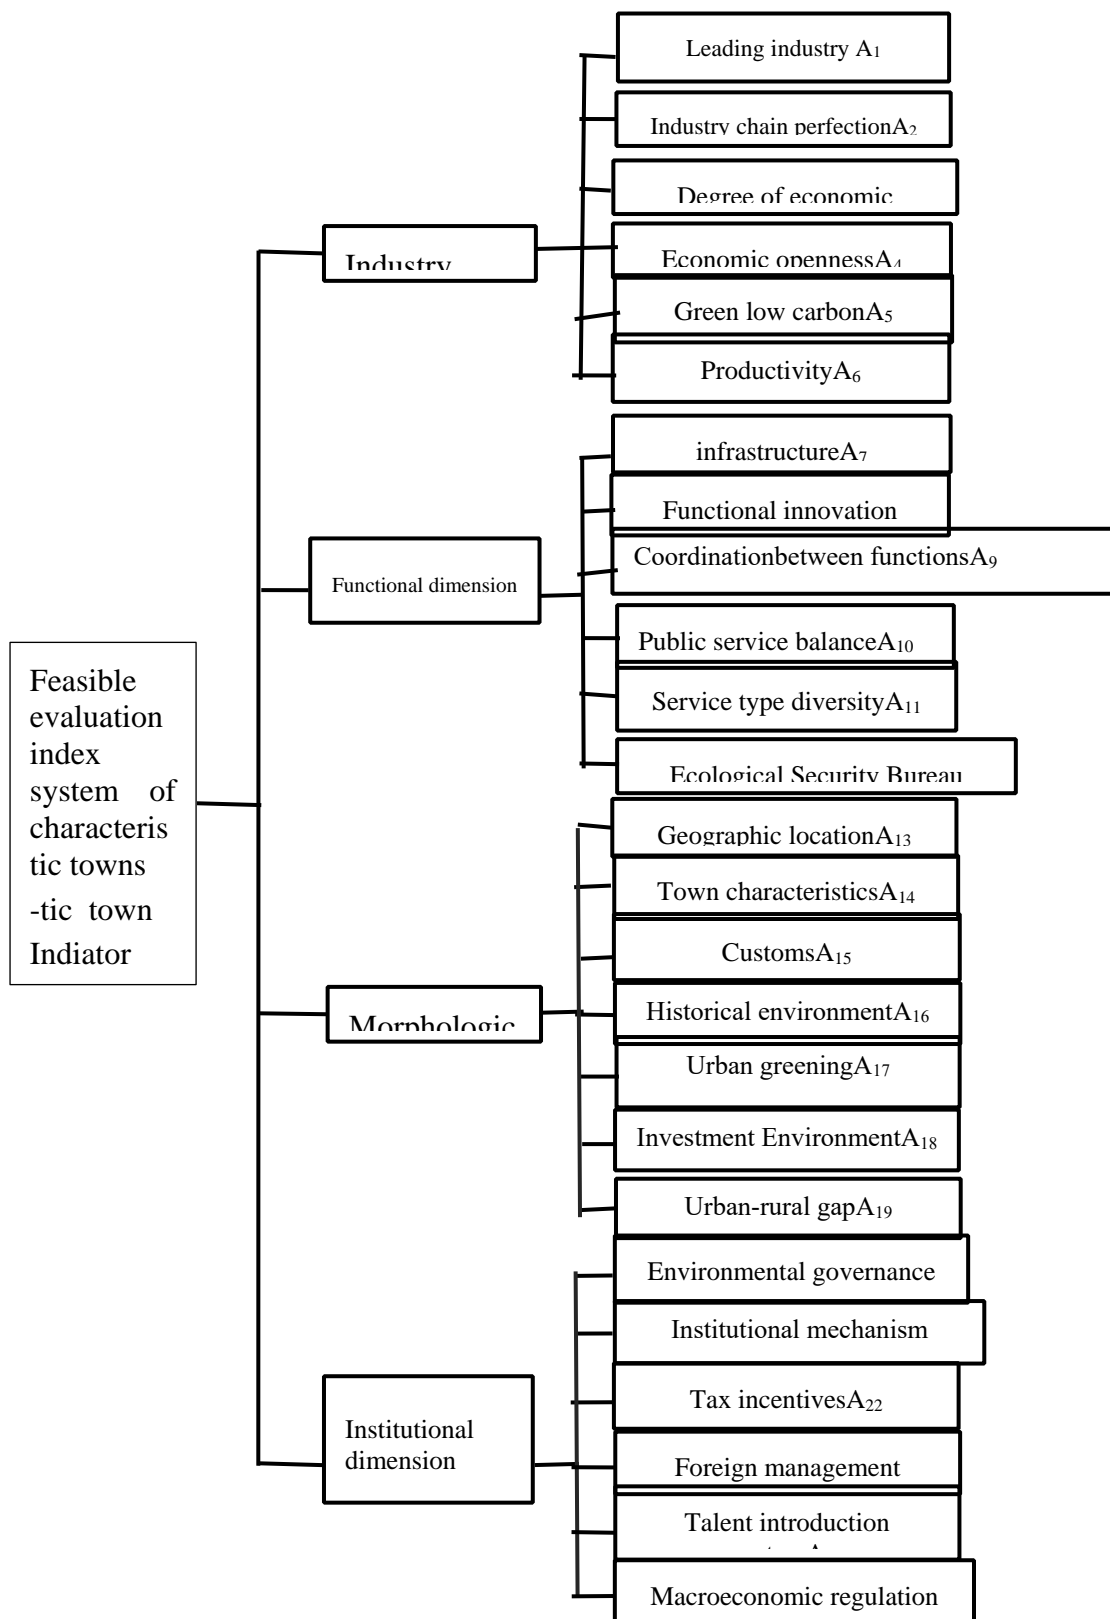 Feasible
evaluation
index
system of
characteris
tic towns
-tic town
Indiator
Industry
Leading industry A₁
Industry chain perfectionA₂
Degree of economic
Economic opennessA₄
Green low carbonA₅
ProductivityA₆
Functional dimension
infrastructureA₇
Functional innovation
Coordinationbetween functionsA₉
Public service balanceA₁₀
Service type diversityA₁₁
Ecological Security Bureau
Morphologic
Geographic locationA₁₃
Town characteristicsA₁₄
CustomsA₁₅
Historical environmentA₁₆
Urban greeningA₁₇
Investment EnvironmentA₁₈
Urban-rural gapA₁₉
Institutional
dimension
Environmental governance
Institutional mechanism
Tax incentivesA₂₂
Foreign management
Talent introduction
Macroeconomic regulation